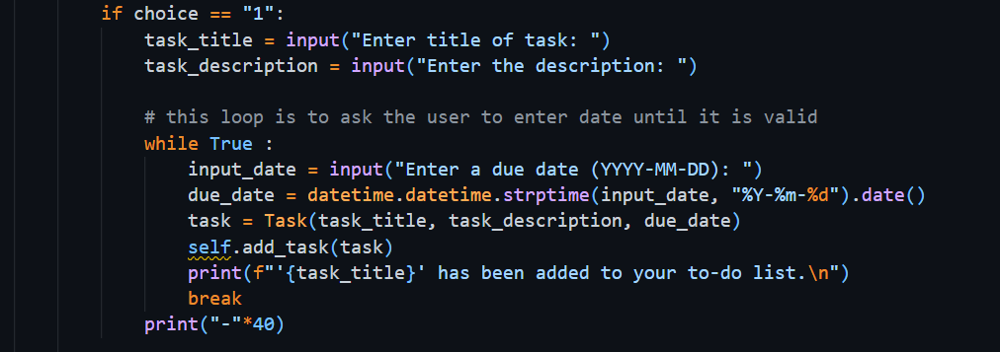 if choice == "1":
task_title = input("Enter title of task: ")
task_description = input("Enter the description: ")
# this loop is to ask the user to enter date until it is valid
while True :
input_date = input("Enter a due date (YYYY-MM-DD): ")
due_date = datetime.datetime.strptime(input_date, "%Y-%m-%d").date()
task = Task(task_title, task_description, due_date)
self.add_task(task)
print(f"'{task_title}' has been added to your to-do list.\n")
break
print("-"*40)